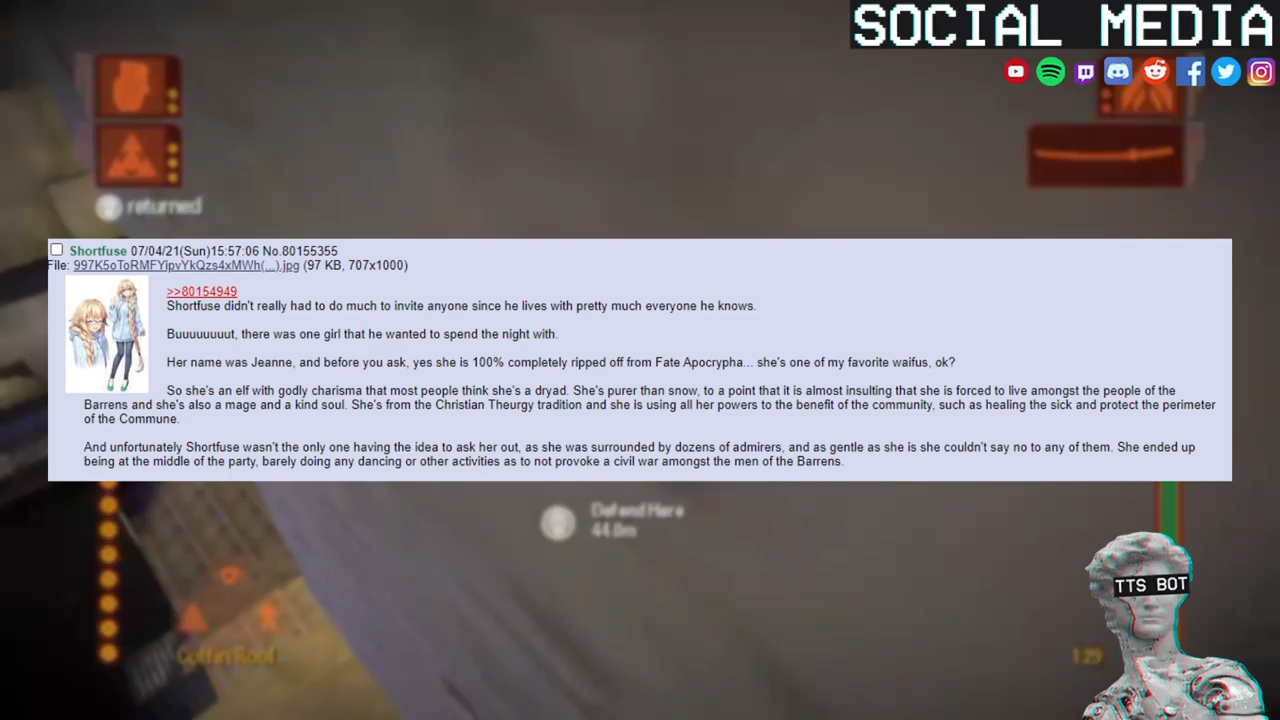 SOCIAL MEDIA
returned
Shortfuse 07/04/21(Sun)15:57:06 No.80155355
File: 997K5oToRMFYipvYkQzs4xMWh(...).jpg (97 KB, 707x1000)
>>80154949
Shortfuse didn't really had to do much to invite anyone since he lives with pretty much everyone he knows.
Buuuuuuuut, there was one girl that he wanted to spend the night with.
Her name was Jeanne, and before you ask, yes she is 100% completely ripped off from Fate Apocrypha... she's one of my favorite waifus, ok?
So she's an elf with godly charisma that most people think she's a dryad. She's purer than snow, to a point that it is almost insulting that she is forced to live amongst the people of the
Barrens and she's also a mage and a kind soul. She's from the Christian Theurgy tradition and she is using all her powers to the benefit of the community, such as healing the sick and protect the perimeter
of the Commune.
And unfortunately Shortfuse wasn't the only one having the idea to ask her out, as she was surrounded by dozens of admirers, and as gentle as she is she couldn't say no to any of them. She ended up
being at the middle of the party, barely doing any dancing or other activities as to not provoke a civil war amongst the men of the Barrens.
Defend Here
44.0m
TTS BOT
1:29